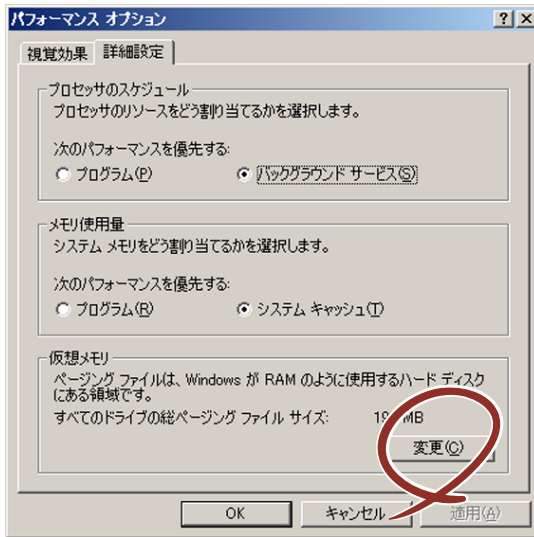 パフォーマンス オプション
視覚効果 詳細設定
プロセッサのスケジュール
プロセッサのリソースをどう割り当てるかを選択します。
次のパフォーマンスを優先する:
プログラム(P) バックグラウンド サービス(S)
メモリ使用量
システム メモリをどう割り当てるかを選択します。
次のパフォーマンスを優先する:
プログラム(R) システム キャッシュ(T)
仮想メモリ
ページング ファイルは、Windows が RAM のように使用するハード ディスク
にある領域です。
すべてのドライブの総ページング ファイル サイズ: MB
変更(C)
OK キャンセル 適用(A)